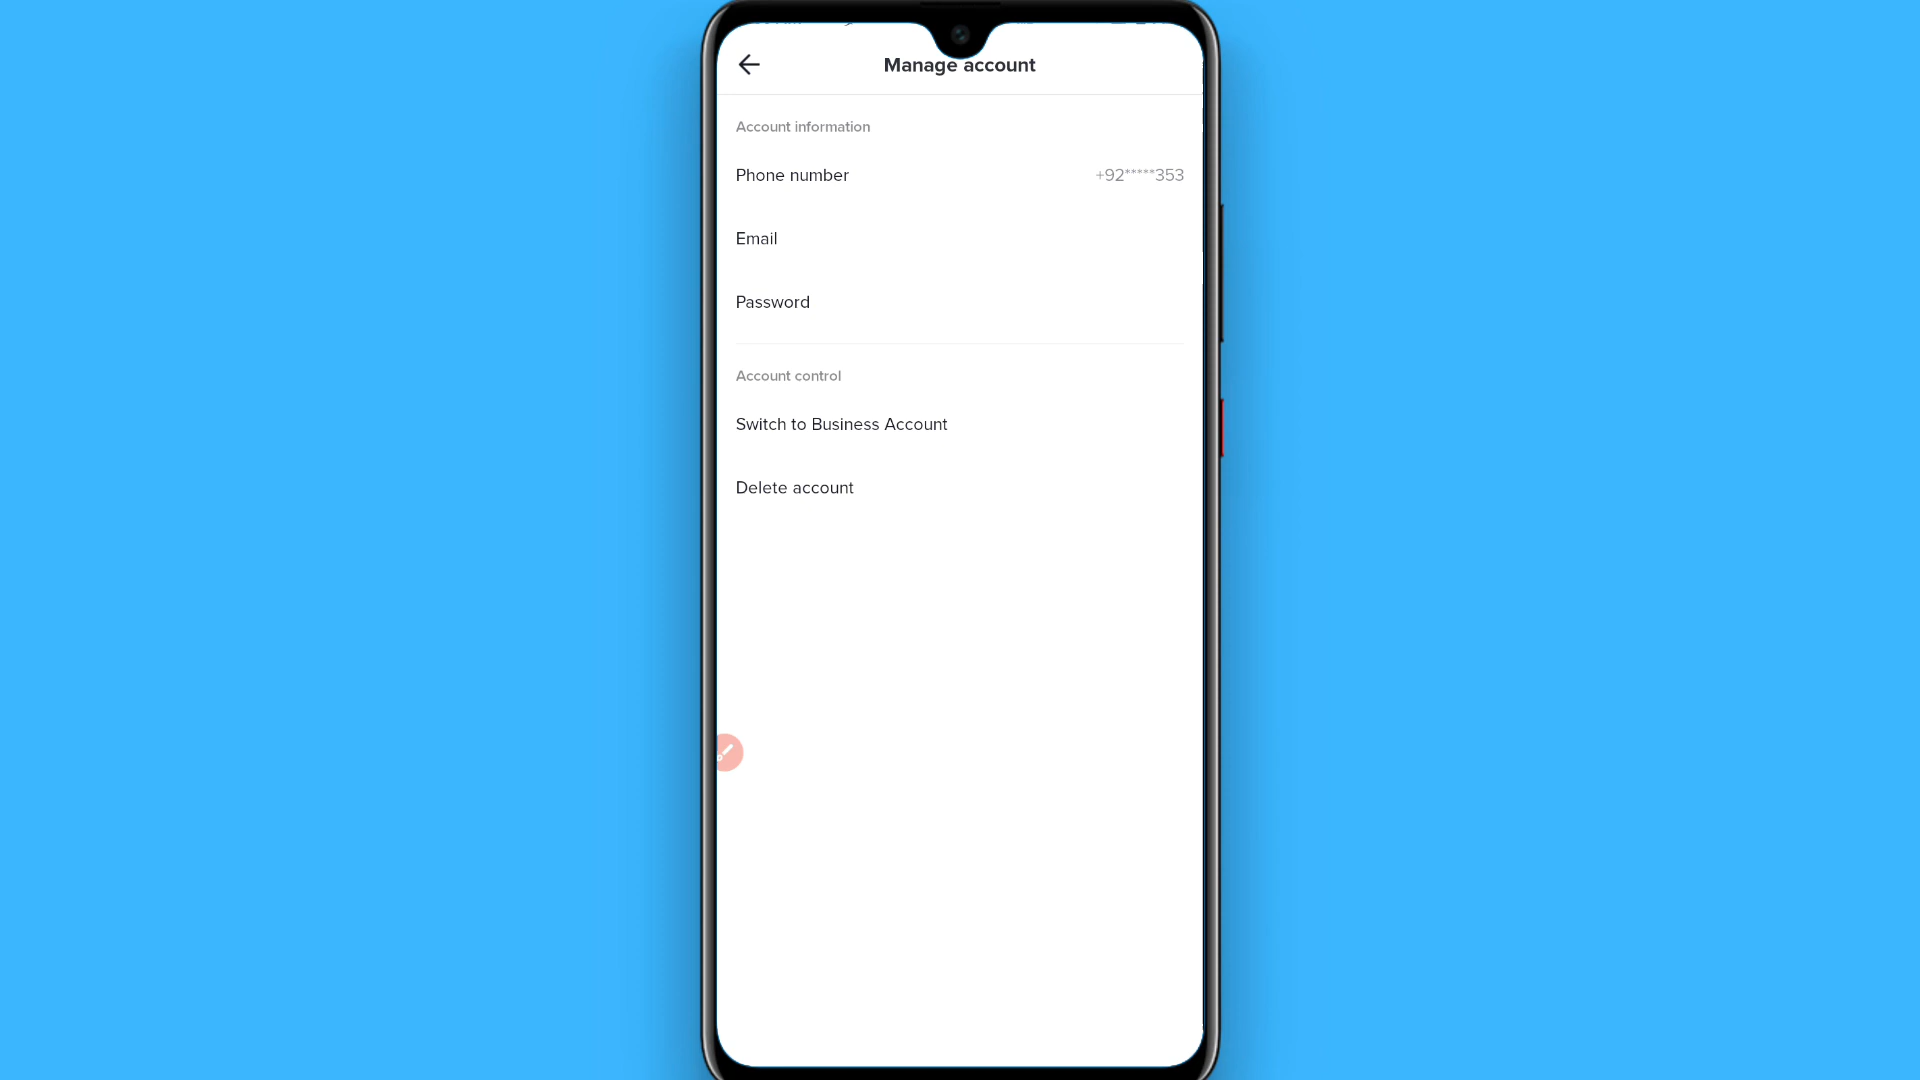 Manage account
Account information
Phone number +92*****353
Email
Password
Account control
Switch to Business Account
Delete account